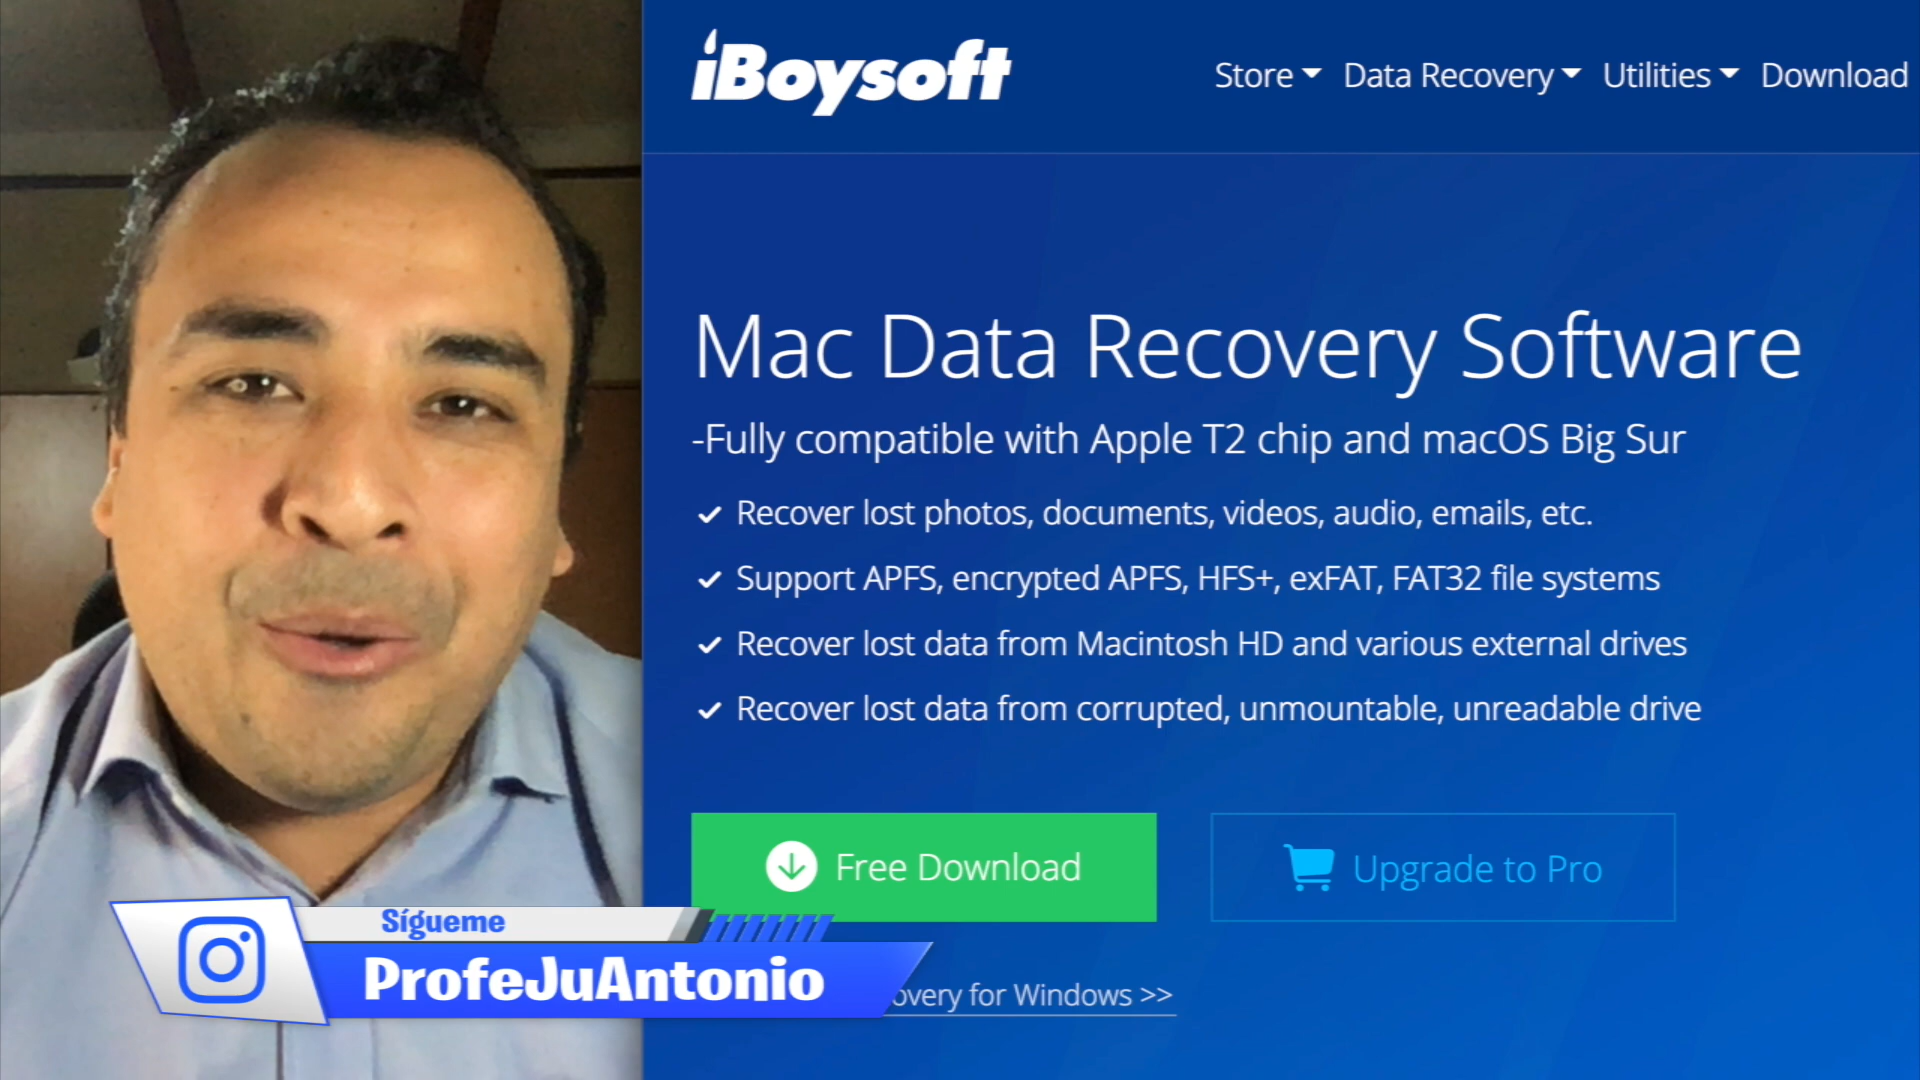 iBoysoft
Store Data Recovery Utilities Download
Mac Data Recovery Software
-Fully compatible with Apple T2 chip and macOS Big Sur
Recover lost photos, documents, videos, audio, emails, etc.
Support APFS, encrypted APFS, HFS+, exFAT, FAT32 file systems
Recover lost data from Macintosh HD and various external drives
Recover lost data from corrupted, unmountable, unreadable drive
Free Download
Upgrade to Pro
Sígueme
ProfeJuAntonio
overy for Windows >>